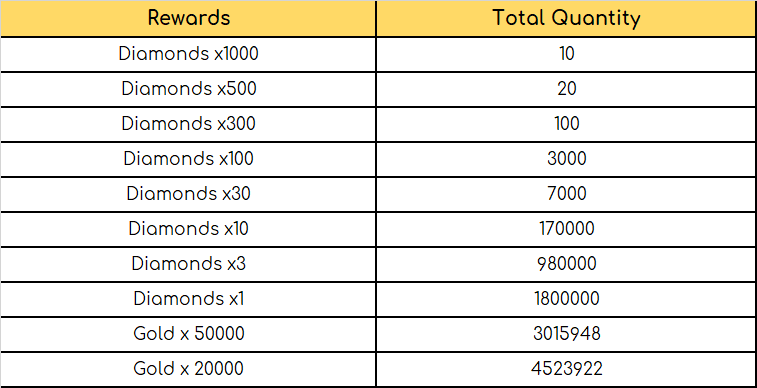 Rewards Total Quantity
Diamonds x1000 10
Diamonds x500 20
Diamonds x300 100
Diamonds x100 3000
Diamonds x30 7000
Diamonds x10 170000
Diamonds x3 980000
Diamonds x1 1800000
Gold x 50000 3015948
Gold x 20000 4523922